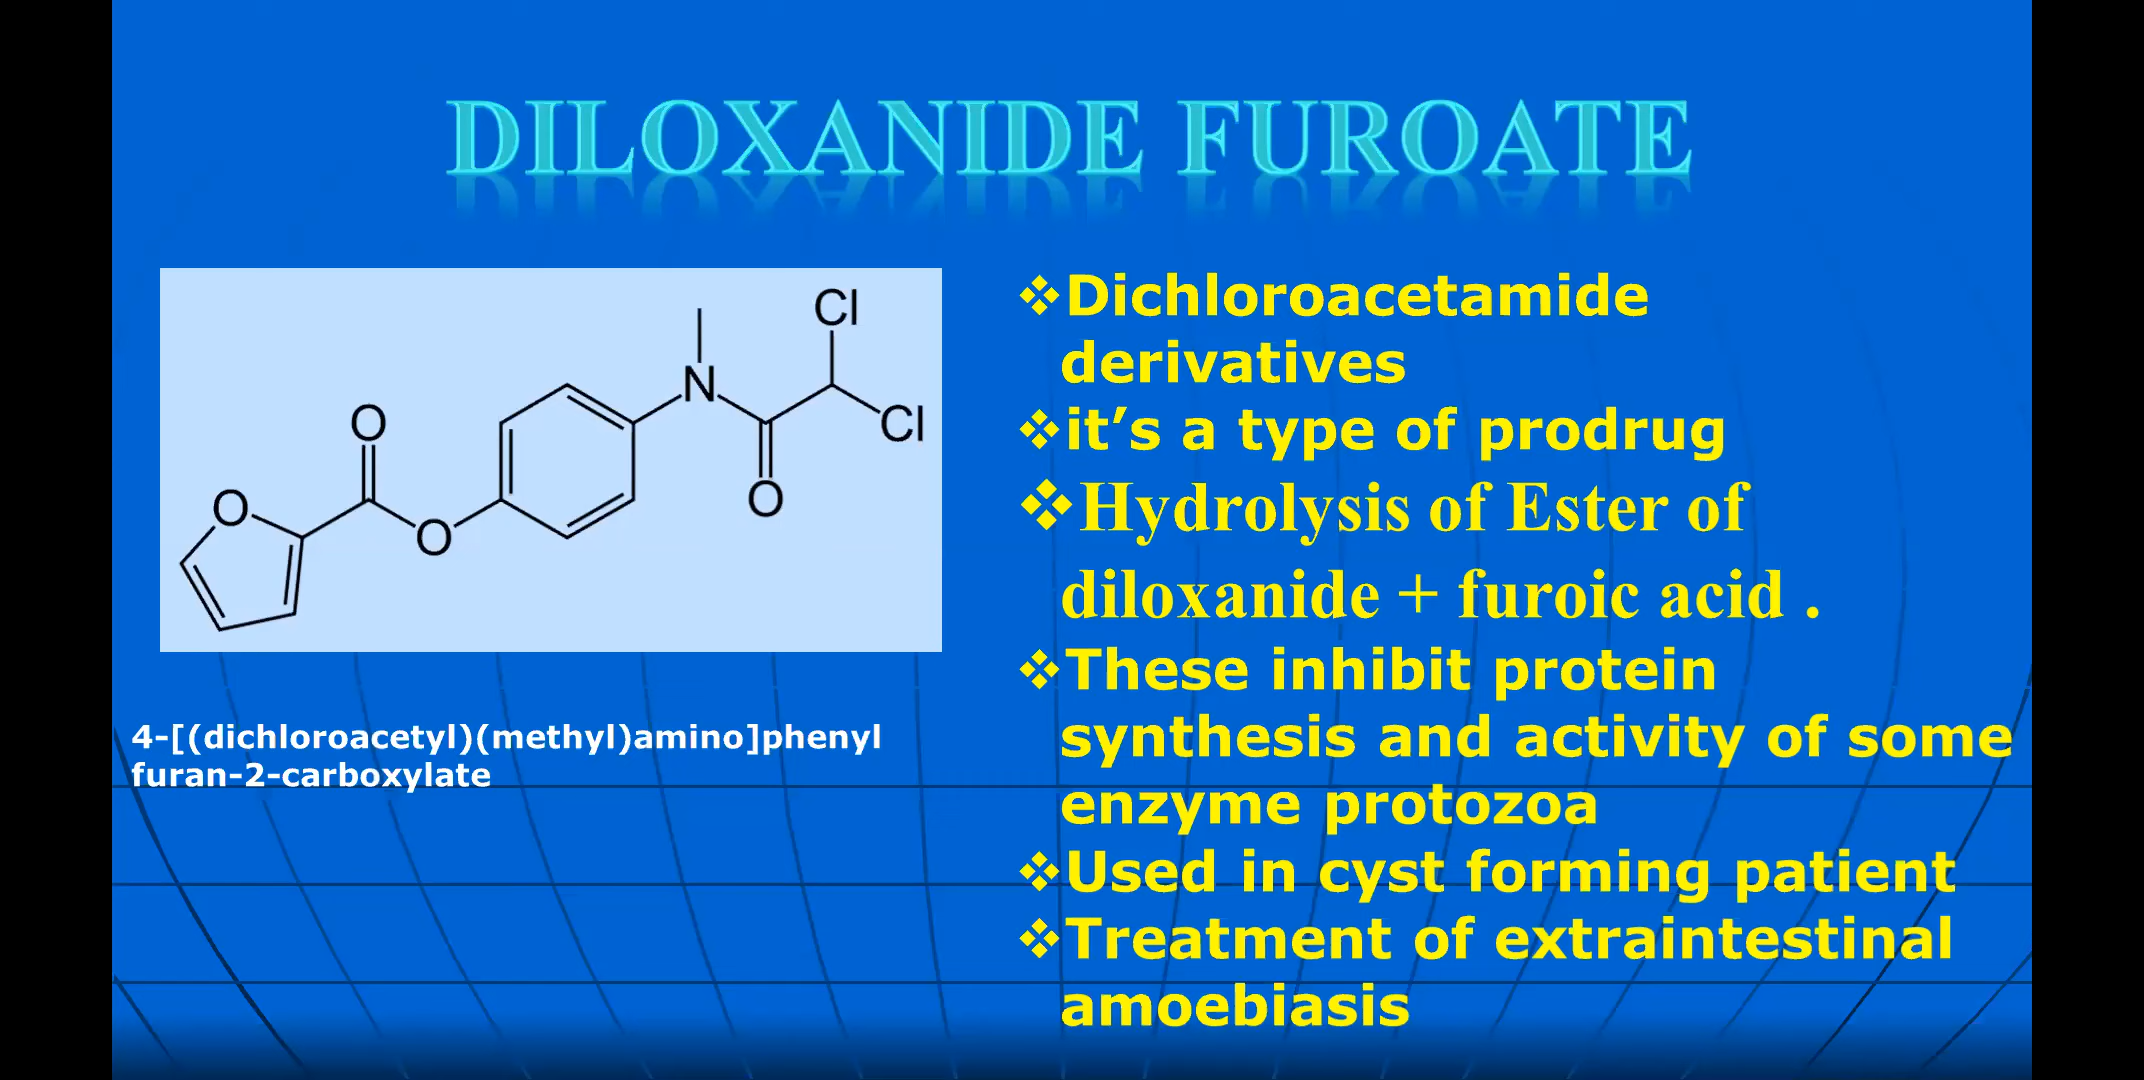 DILOXANIDE FUROATE
Cl
N
Cl
O
O
O
O
4-[(dichloroacetyl)(methyl)amino]phenyl
furan-2-carboxylate
❖Dichloroacetamide
derivatives
❖it’s a type of prodrug
❖Hydrolysis of Ester of
diloxanide + furoic acid .
❖These inhibit protein
synthesis and activity of some
enzyme protozoa
❖Used in cyst forming patient
❖Treatment of extraintestinal
amoebiasis